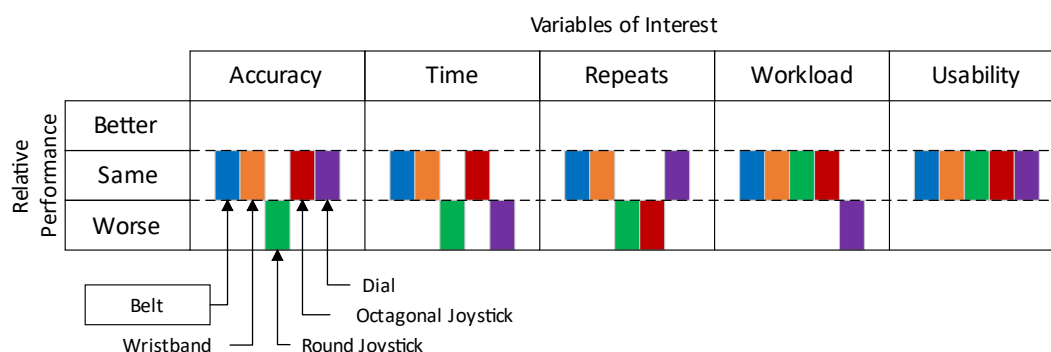 Variables of Interest
Accuracy Time Repeats Workload Usability
Relative
Performance
Better
Same
Worse
Belt
Dial
Octagonal Joystick
Wristband
Round Joystick